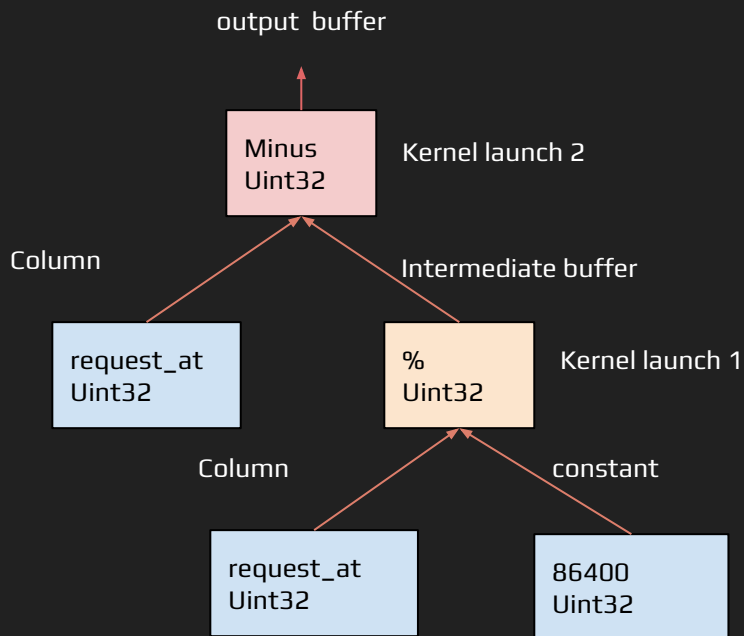 output buffer
Minus
Uint32
Kernel launch 2
Column
Intermediate buffer
request_at
Uint32
%
Uint32
Kernel launch 1
Column
constant
request_at
Uint32
86400
Uint32